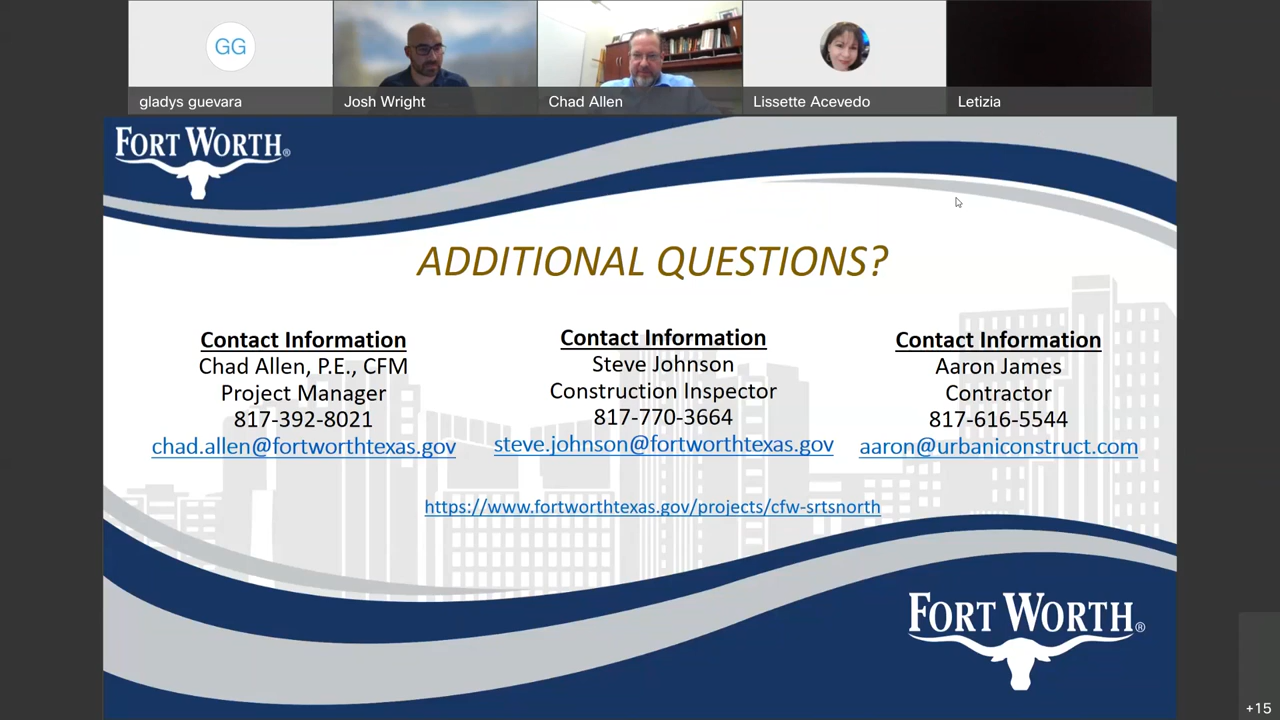 GG
gladys guevara
Josh Wright
Chad Allen
Lissette Acevedo
Letizia
FORT WORTH®
ADDITIONAL QUESTIONS?
Contact Information
Chad Allen, P.E., CFM
Project Manager
817-392-8021
chad.allen@fortworthtexas.gov
Contact Information
Steve Johnson
Construction Inspector
817-770-3664
steve.johnson@fortworthtexas.gov
Contact Information
Aaron James
Contractor
817-616-5544
aaron@urbaniconstruct.com
https://www.fortworthtexas.gov/projects/cfw-srtsnorth
FORT WORTH®
+15